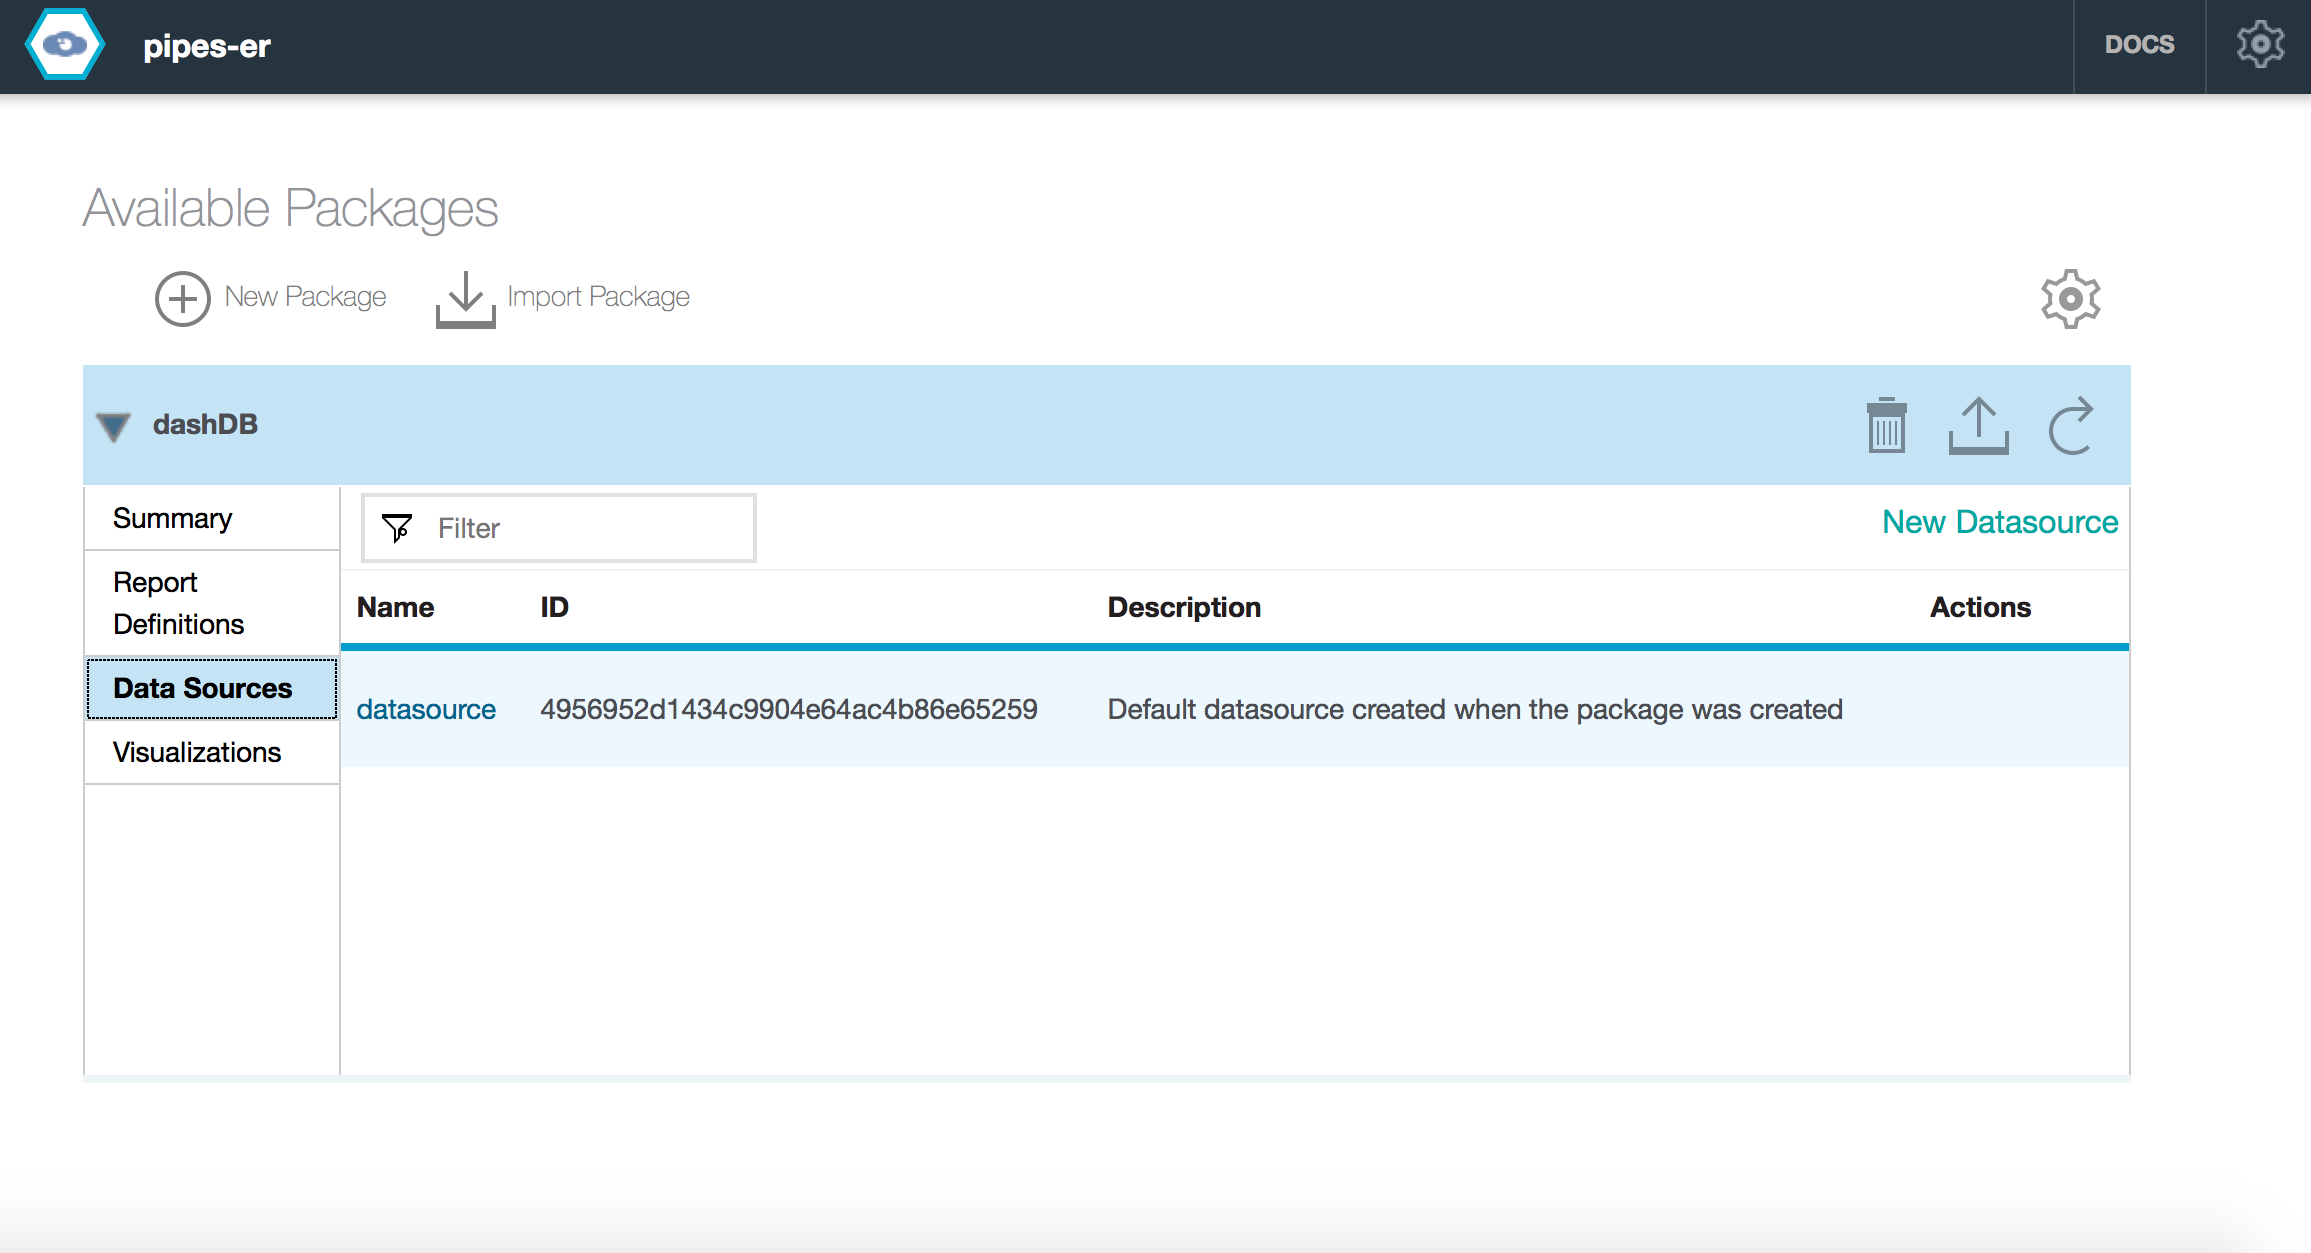 pipes-er
DOCS
Available Packages
New Package
Import Package
dashDB
Summary
Report
Definitions
Data Sources
Visualizations
Filter
New Datasource
Name ID Description Actions
datasource 4956952d1434c9904e64ac4b86e65259 Default datasource created when the package was created